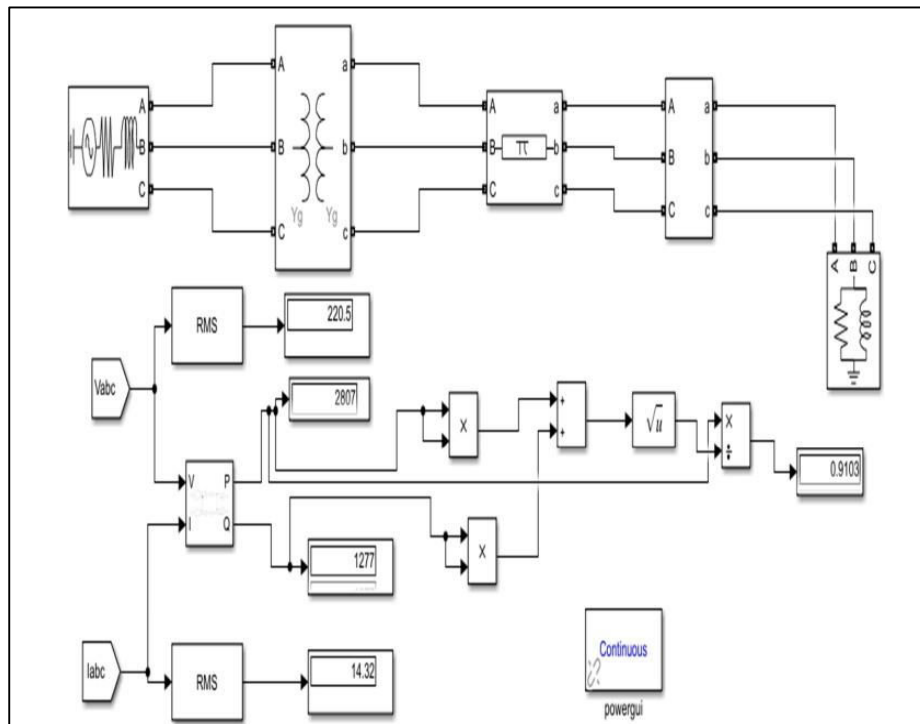 A
B
C
A
B
C
a
b
c
Yg
Yg
A
B
C
π
a
b
c
A
B
C
a
b
c
A
B
C
Vabc
RMS
220.5
2807
V
I
P
Q
1277
X
X
+
+
√u
×
÷
0.9103
Iabc
RMS
14.32
Continuous
powergui